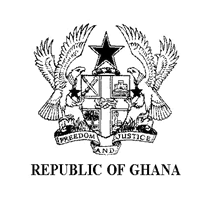 FREEDOM JUSTICE
AND
REPUBLIC OF GHANA